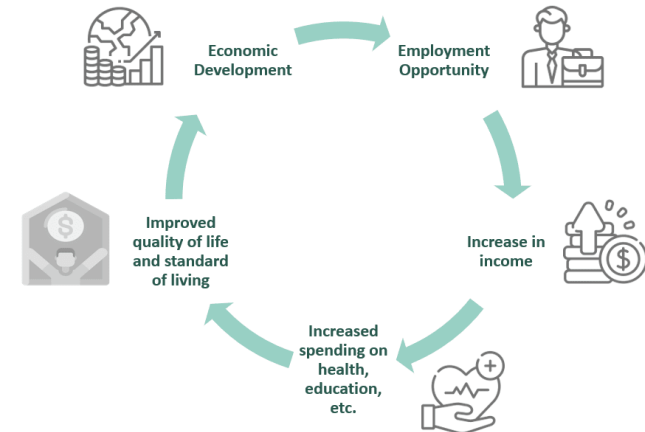 Economic
Development
Employment
Opportunity
Increase in
income
Increased
spending on
health,
education,
etc.
Improved
quality of life
and standard
of living